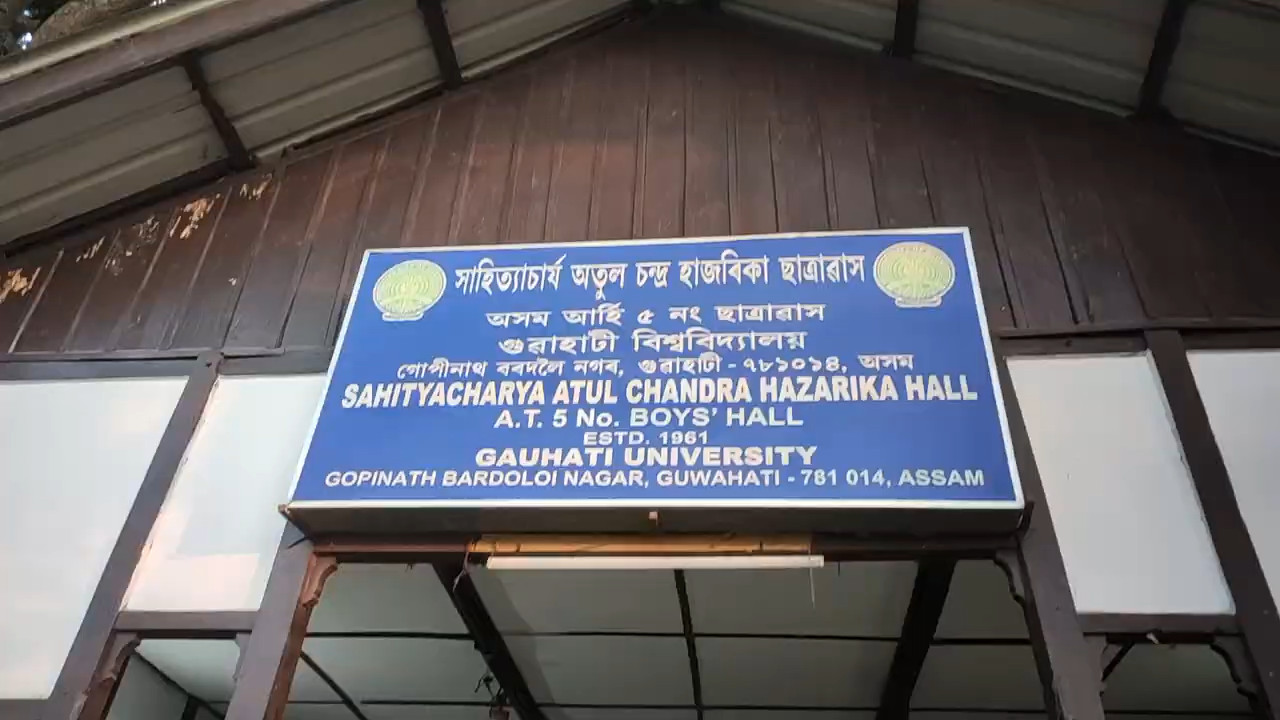 সাহিত্যাচাৰ্য অতুল চন্দ্ৰ হাজৰিকা ছাত্ৰাৱাস
অসম আৰ্হি ৫ নং ছাত্ৰাৱাস
গুৱাহাটী বিশ্ববিদ্যালয়
গোপীনাথ বৰদলৈ নগৰ, গুৱাহাটী - ৭৮১০১৪, অসম
SAHITYACHARYA ATUL CHANDRA HAZARIKA HALL
A.T. 5 No. BOYS' HALL
ESTD. 1961
GAUHATI UNIVERSITY
GOPINATH BARDOLOI NAGAR, GUWAHATI - 781 014, ASSAM